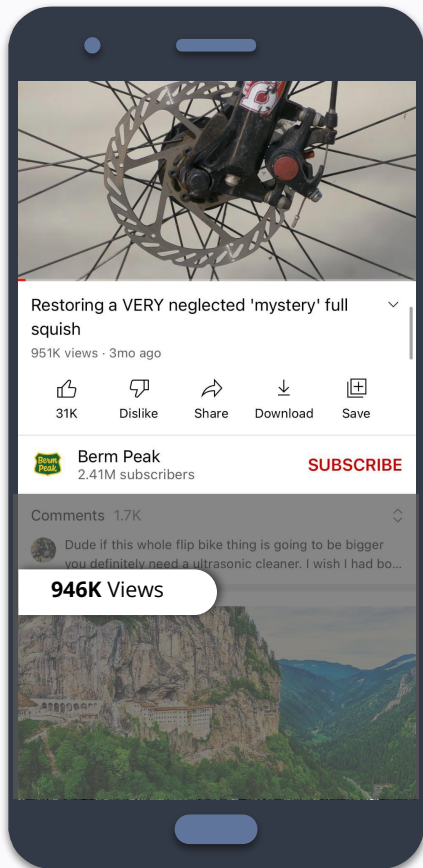 Restoring a VERY neglected 'mystery' full
squish
951K views · 3mo ago
31K Dislike Share Download Save
Berm Peak
Berm Peak
2.41M subscribers
SUBSCRIBE
Comments 1.7K
Dude if this whole flip bike thing is going to be bigger
you definitely need a ultrasonic cleaner. I wish I had bo...
946K Views